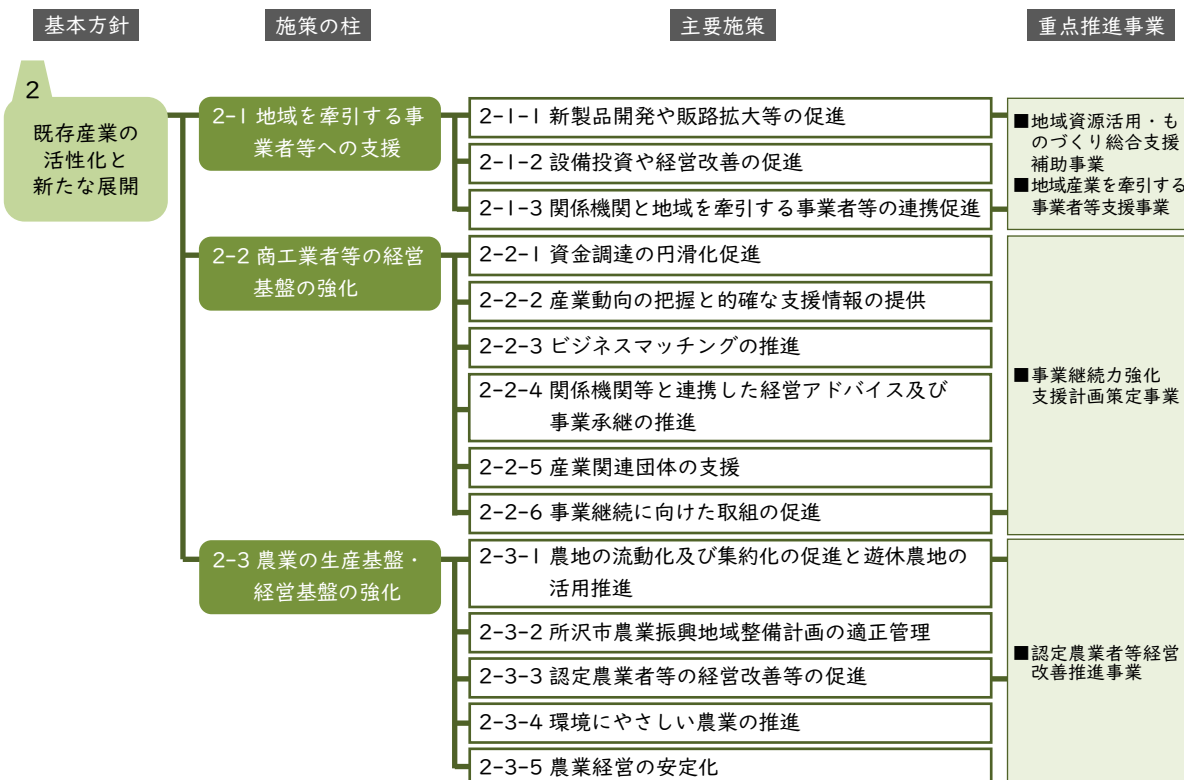 基本方針
施策の柱
主要施策
重点推進事業
2
既存産業の
活性化と
新たな展開
2-1 地域を牽引する事
業者等への支援
2-1-1 新製品開発や販路拡大等の促進
2-1-2 設備投資や経営改善の促進
2-1-3 関係機関と地域を牽引する事業者等の連携促進
■地域資源活用・も
のづくり総合支援
補助事業
■地域産業を牽引する
事業者等支援事業
2-2 商工業者等の経営
基盤の強化
2-2-1 資金調達の円滑化促進
2-2-2 産業動向の把握と的確な支援情報の提供
2-2-3 ビジネスマッチングの推進
2-2-4 関係機関等と連携した経営アドバイス及び
事業承継の推進
2-2-5 産業関連団体の支援
2-2-6 事業継続に向けた取組の促進
■事業継続力強化
支援計画策定事業
2-3 農業の生産基盤・
経営基盤の強化
2-3-1 農地の流動化及び集約化の促進と遊休農地の
活用推進
2-3-2 所沢市農業振興地域整備計画の適正管理
2-3-3 認定農業者等の経営改善等の促進
2-3-4 環境にやさしい農業の推進
2-3-5 農業経営の安定化
■認定農業者等経営
改善推進事業